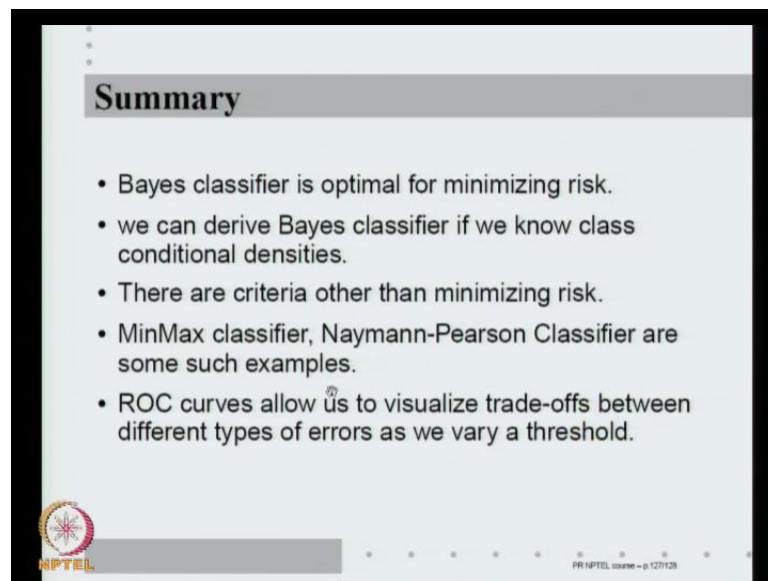 Summary
• Bayes classifier is optimal for minimizing risk.
• we can derive Bayes classifier if we know class
conditional densities.
• There are criteria other than minimizing risk.
• MinMax classifier, Naymann-Pearson Classifier are
some such examples.
• ROC curves allow us to visualize trade-offs between
different types of errors as we vary a threshold.
NPTEL
PR NPTEL course – p.127/128